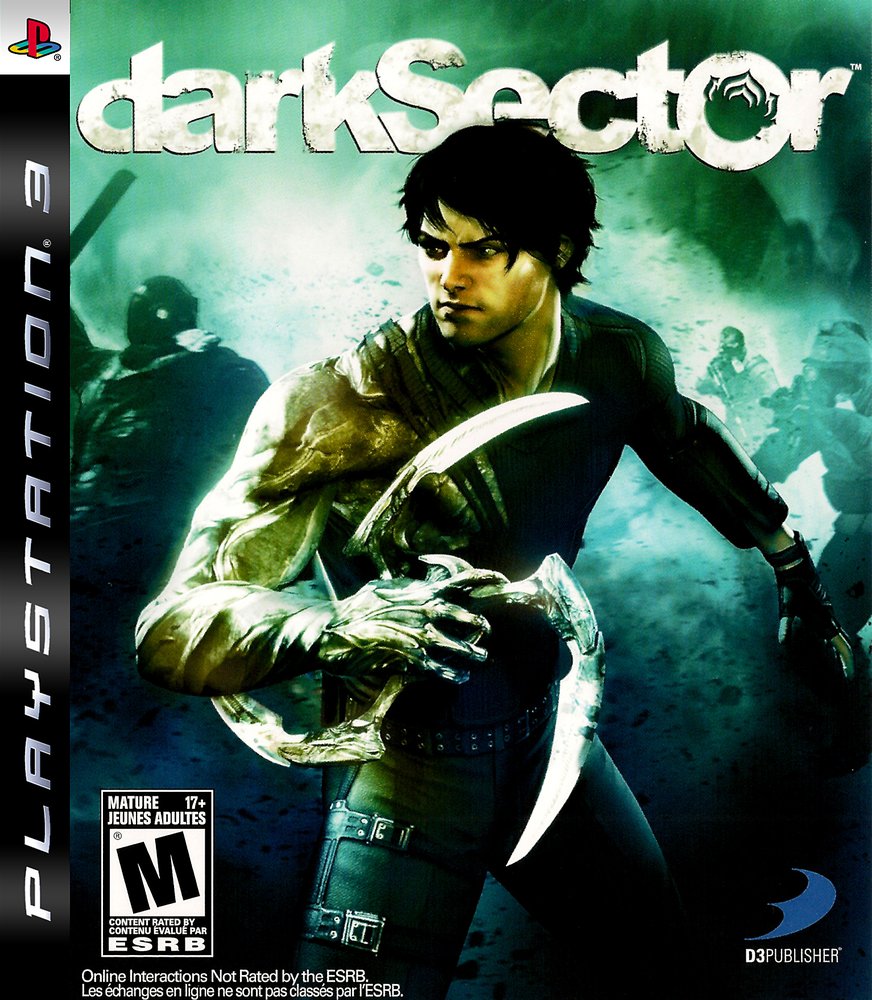 darkSector™
PLAYSTATION®3
MATURE 17+
JEUNES ADULTES
®
M
CONTENT RATED BY
CONTENU ÉVALUÉ PAR
ESRB
D3PUBLISHER®
Online Interactions Not Rated by the ESRB.
Les échanges en ligne ne sont pas classés par l'ESRB.